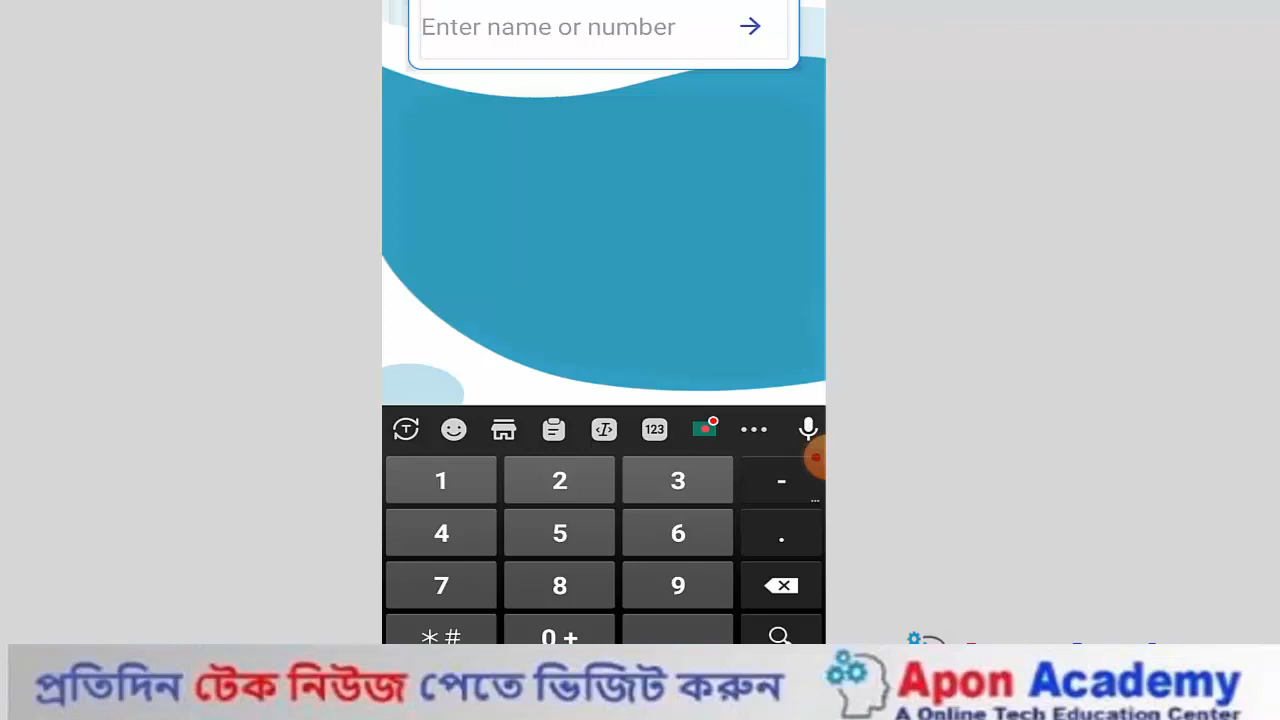 Enter name or number
123
1 2 3 -
4 5 6 .
7 8 9
*# 0 +
প্রতিদিন টেক নিউজ পেতে ভিজিট করুন
Apon Academy
A Online Tech Education Center